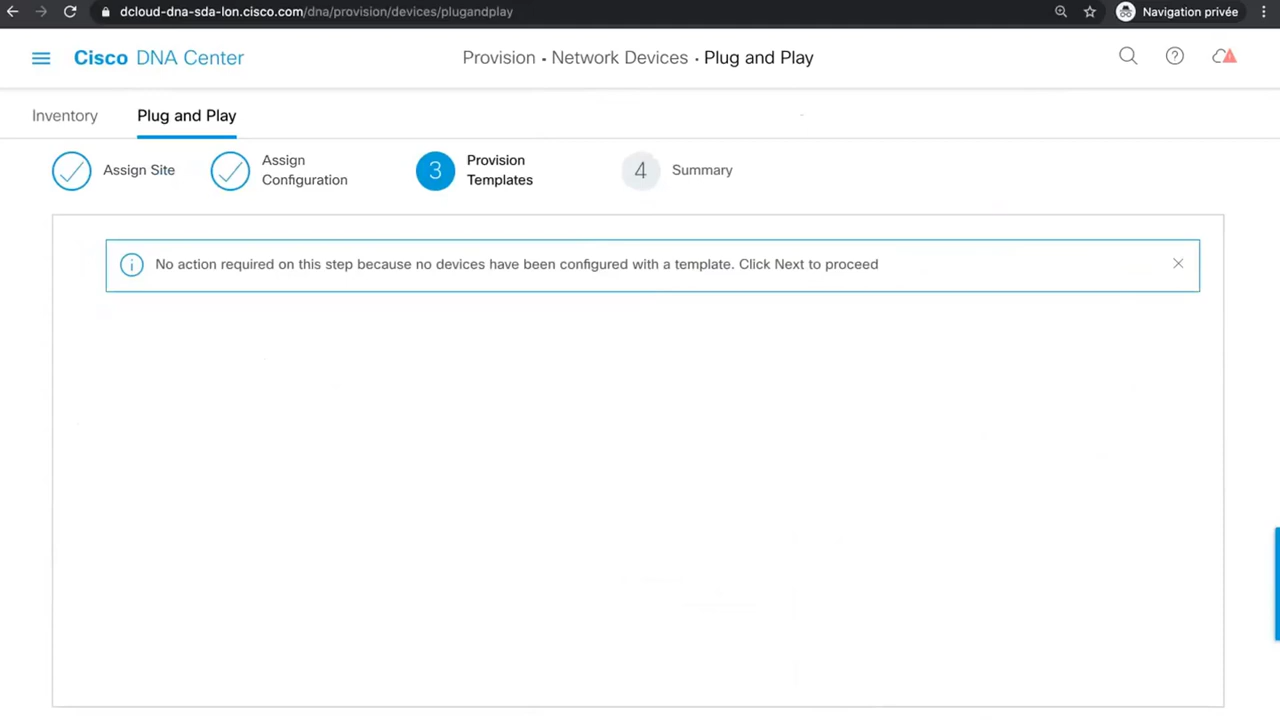 dcloud-dna-sda-lon.cisco.com/dna/provision/devices/plugandplay
Navigation privée
Cisco DNA Center
Provision • Network Devices • Plug and Play
Inventory
Plug and Play
Assign Site
Assign
Configuration
3
Provision
Templates
4
Summary
No action required on this step because no devices have been configured with a template. Click Next to proceed